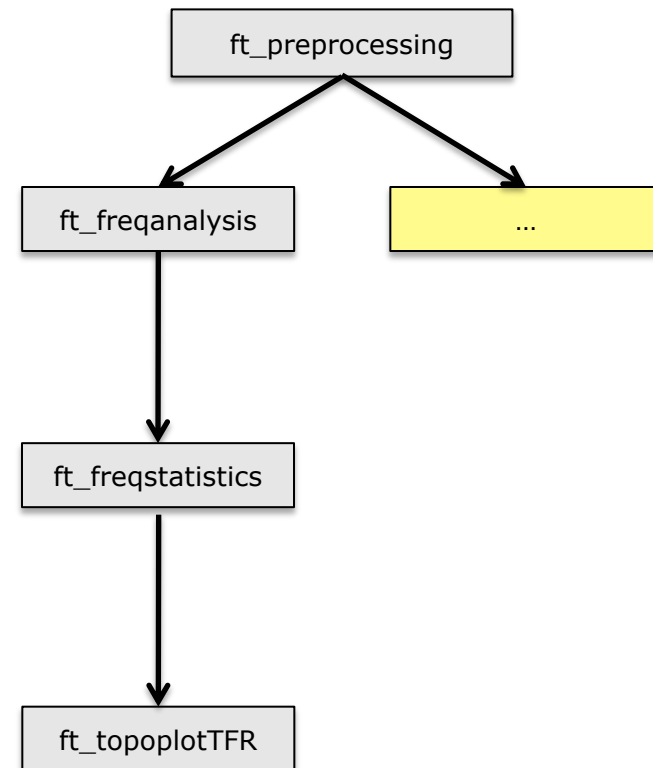 ft_preprocessing
ft_freqanalysis
…
ft_freqstatistics
ft_topoplotTFR